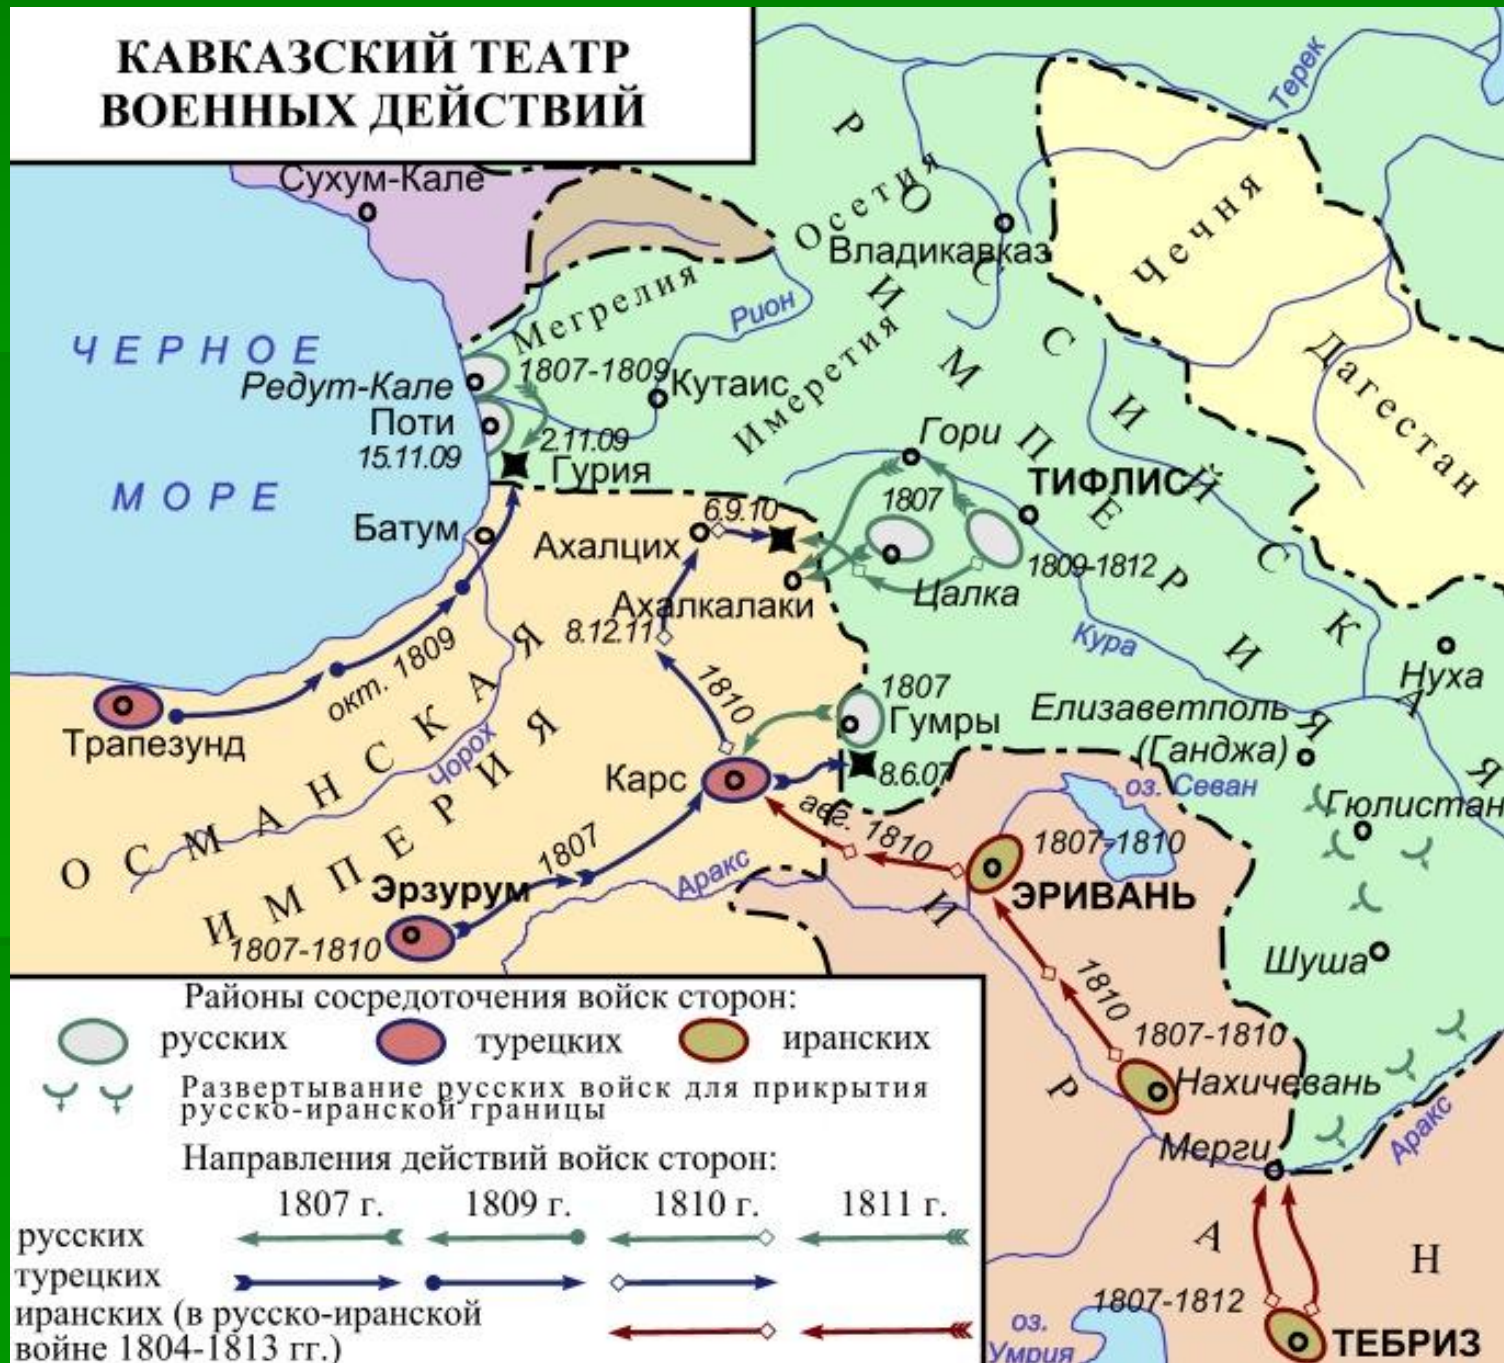 КАВКАЗСКИЙ ТЕАТР
ВОЕННЫХ ДЕЙСТВИЙ
Терек
Сухум-Кале
Осетия
Владикавказ
Чечня
РОССИЙСКАЯ
ИМПЕРИЯ
Мегрелия
Рион
ЧЕРНОЕ
МОРЕ
Редут-Кале
1807-1809
Кутаис
Имеретия
Дагестан
Поти
15.11.09
2.11.09
Гурия
Гори
ТИФЛИС
1807
6.9.10
Батум
Ахалцих
1809-1812
Цалка
Ахалкалаки
8.12.11
Кура
окт. 1809
1810
Нуха
1807
Гумры
Елизаветполь
(Ганджа)
Трапезунд
Чорох
Карс
8.6.07
оз. Севан
Гюлистан
ОСМАНСКАЯ
ИМПЕРИЯ
авг. 1810
1807
1807-1810
Аракс
Эрзурум
ЭРИВАНЬ
1807-1810
Шуша
1810
1807-1810
Нахичевань
Аракс
Мерги
ИРАН
1807-1812
оз.
Умрия
ТЕБРИЗ
Районы сосредоточения войск сторон:
русских турецких иранских
Развертывание русских войск для прикрытия
русско-иранской границы
Направления действий войск сторон:
1807 г. 1809 г. 1810 г. 1811 г.
русских
турецких
иранских (в русско-иранской
войне 1804-1813 гг.)